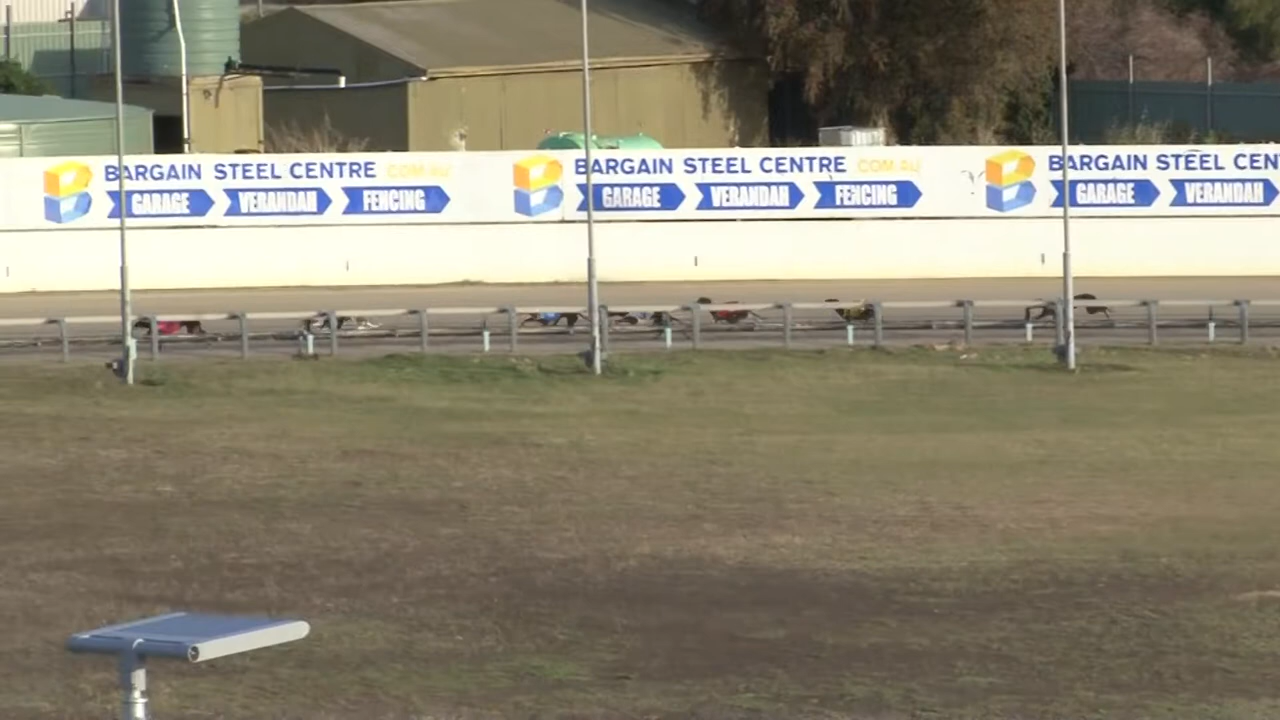 BARGAIN STEEL CENTRE .COM.AU
GARAGE VERANDAH FENCING
BARGAIN STEEL CENTRE .COM.AU
GARAGE VERANDAH FENCING
BARGAIN STEEL CEN
GARAGE VERANDAH